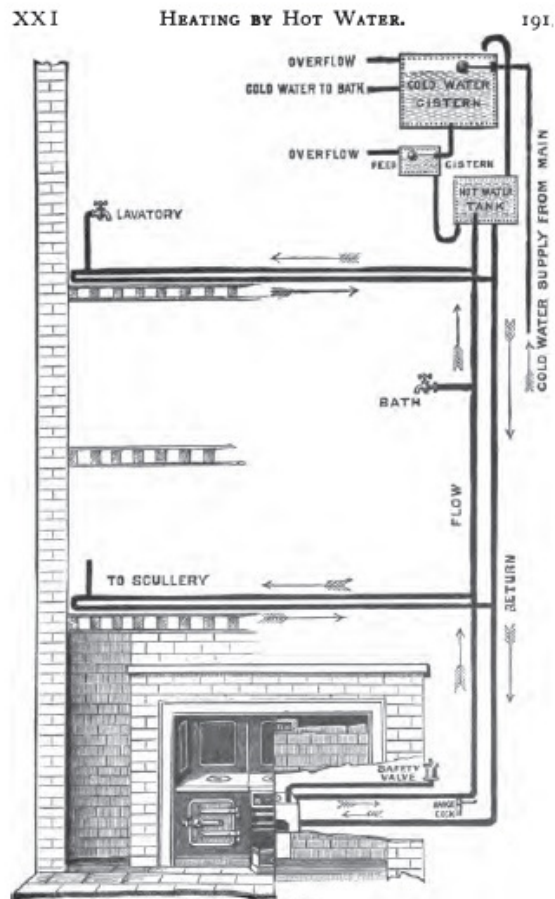 XXI HEATING BY HOT WATER. 191.
OVERFLOW
COLD WATER TO BATH
COLD WATER
CISTERN
OVERFLOW
FEED CISTERN
HOT WATER
TANK
COLD WATER SUPPLY FROM MAIN
LAVATORY
BATH
FLOW
RETURN
TO SCULLERY
SAFETY
VALVE
COCK